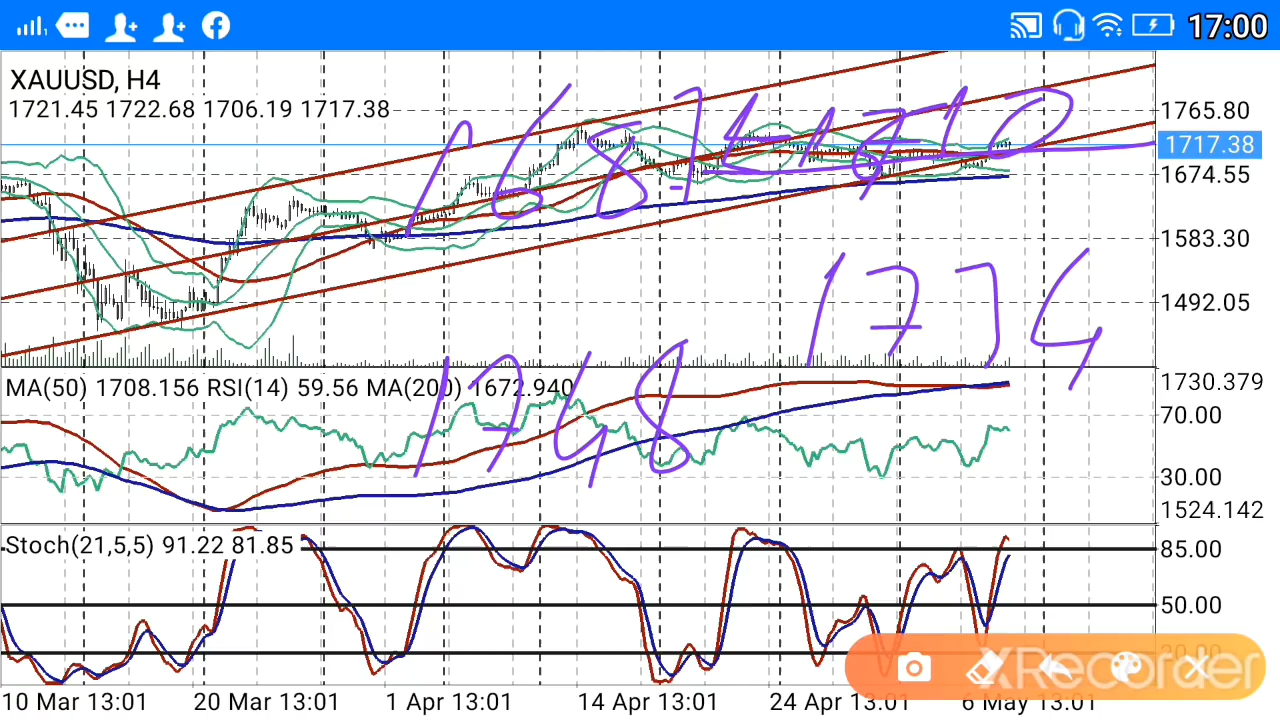 17:00
XAUUSD, H4
1721.45 1722.68 1706.19 1717.38
1765.80
1717.38
1674.55
1583.30
1492.05
1734
1748
MA(50) 1708.156 RSI(14) 59.56 MA(200) 1672.940
1730.379
70.00
30.00
1524.142
Stoch(21,5,5) 91.22 81.85
85.00
50.00
20.00
XRecorder
10 Mar 13:01 20 Mar 13:01 1 Apr 13:01 14 Apr 13:01 24 Apr 13:01 6 May 13:01